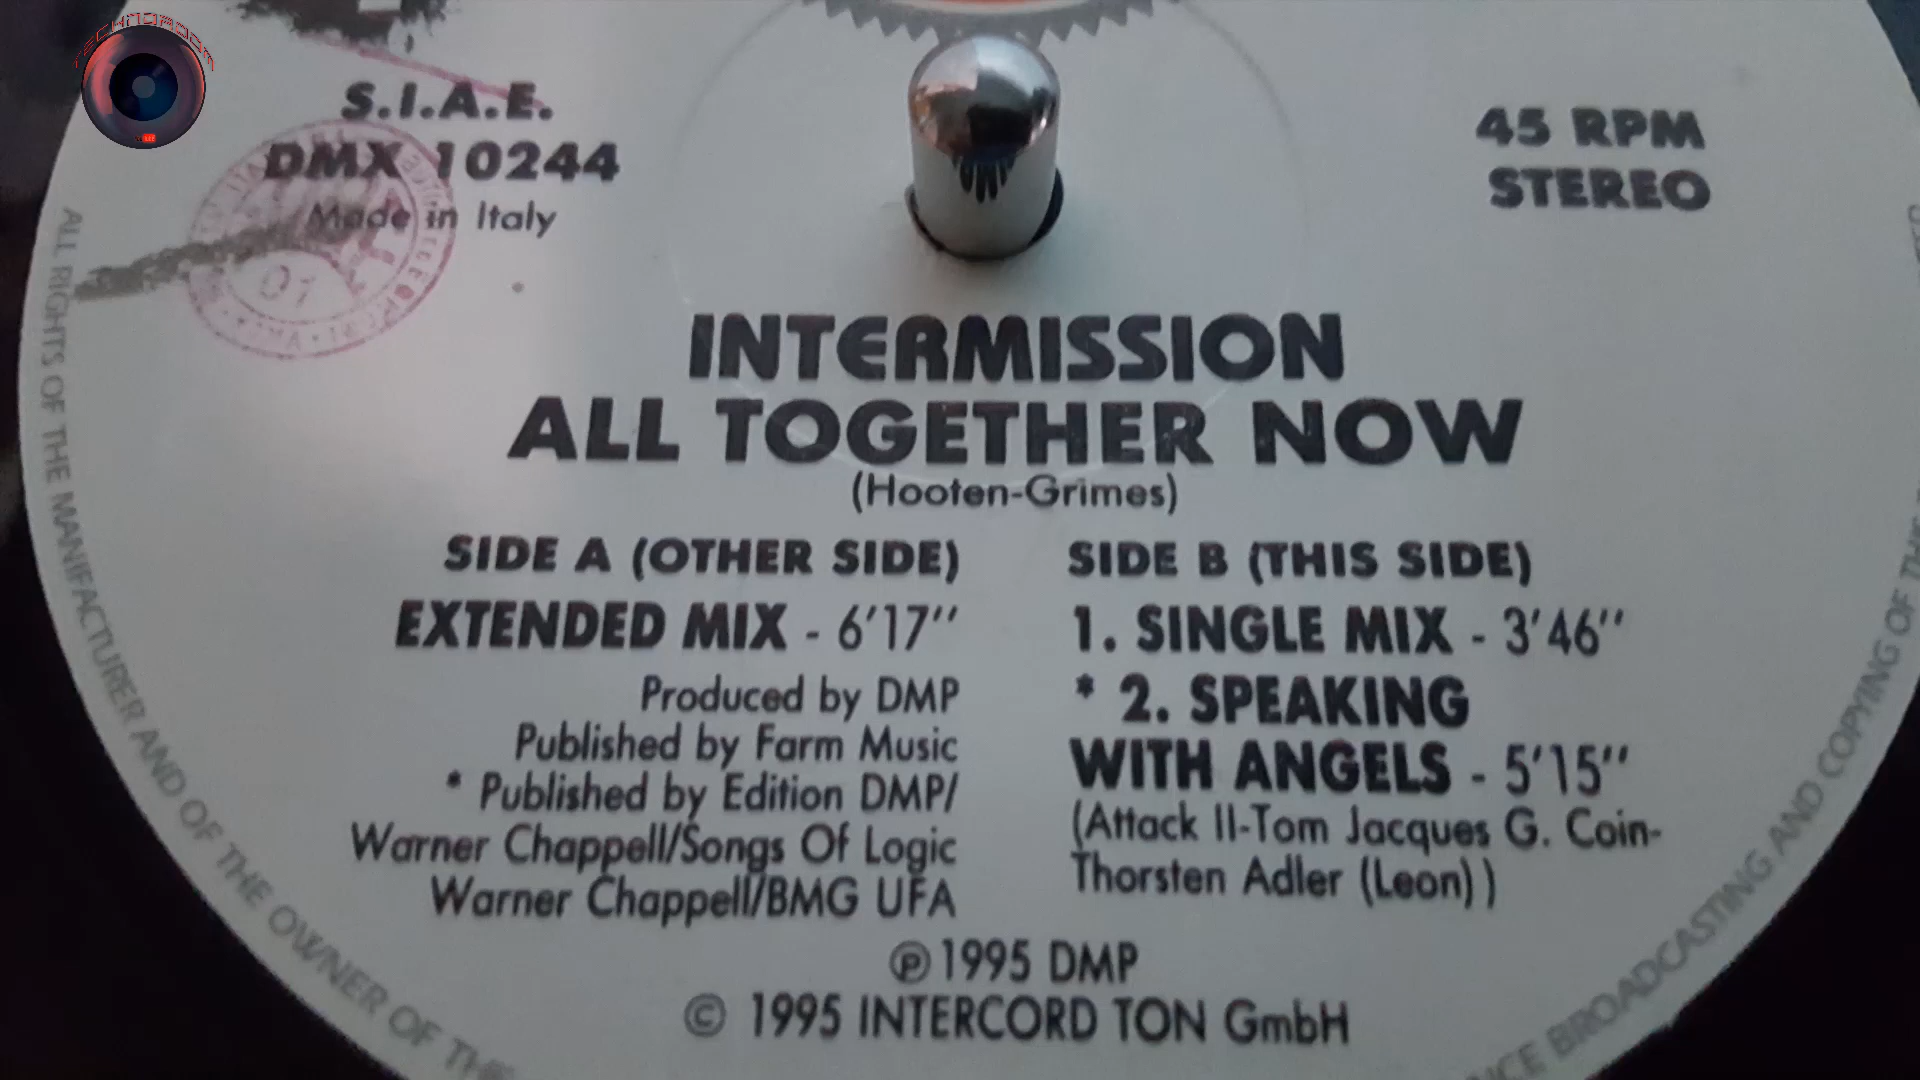 TECHNOROOM
S.I.A.E.
DMX 10244
Made in Italy
01
45 RPM
STEREO
INTERMISSION
ALL TOGETHER NOW
(Hooten-Grimes)
SIDE A (OTHER SIDE)
EXTENDED MIX - 6'17''
Produced by DMP
Published by Farm Music
* Published by Edition DMP/
Warner Chappell/Songs Of Logic
Warner Chappell/BMG UFA
SIDE B (THIS SIDE)
1. SINGLE MIX - 3'46''
* 2. SPEAKING
WITH ANGELS - 5'15''
(Attack II-Tom Jacques G. Coin-
Thorsten Adler (Leon) )
℗ 1995 DMP
© 1995 INTERCORD TON GmbH
ALL RIGHTS OF THE MANIFACTURER AND OF THE OWNER OF THE
BROADCASTING AND COPYING OF